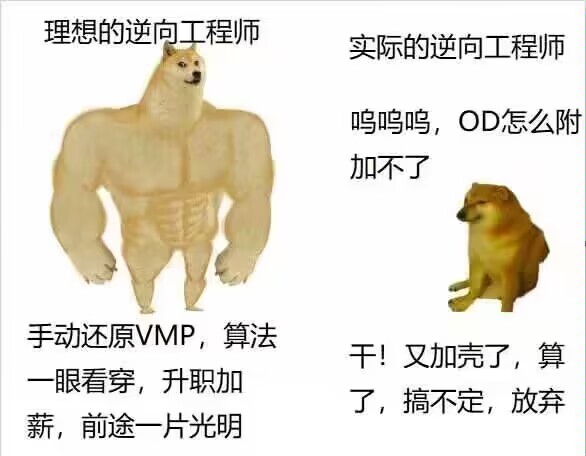 理想的逆向工程师
手动还原VMP，算法
一眼看穿，升职加
薪，前途一片光明
实际的逆向工程师
呜呜呜，OD怎么附
加不了
干！又加壳了，算
了，搞不定，放弃